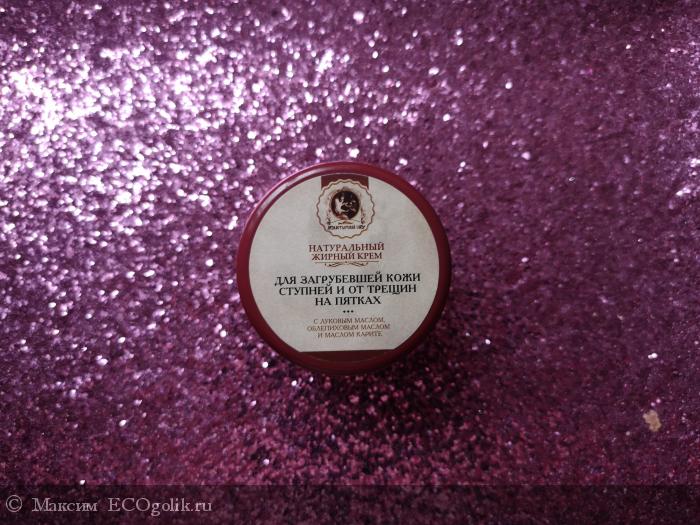 НАТУРАЛЬНЫЙ
ЖИРНЫЙ КРЕМ
ДЛЯ ЗАГРУБЕВШЕЙ КОЖИ
СТУПНЕЙ И ОТ ТРЕЩИН
НА ПЯТКАХ
С ЛУКОВЫМ МАСЛОМ,
ОБЛЕПИХОВЫМ МАСЛОМ
И МАСЛОМ КАРИТЕ
© Максим ECOgolik.ru